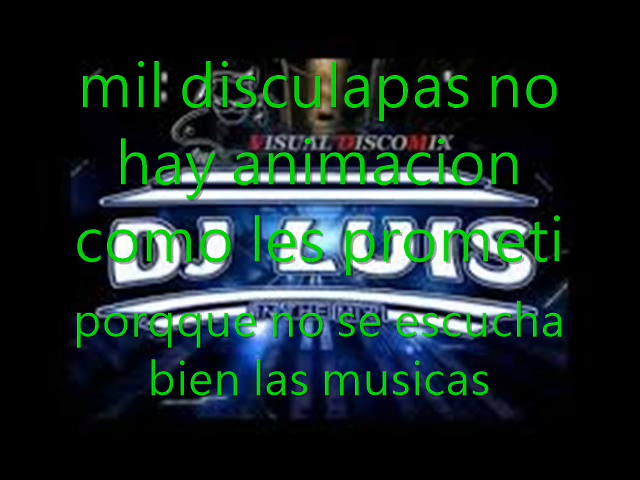 mil disculapas no
VISUAL DISCOMIX
hay animacion
DJ LUIS
como les prometi
porqque no se escucha
bien las musicas